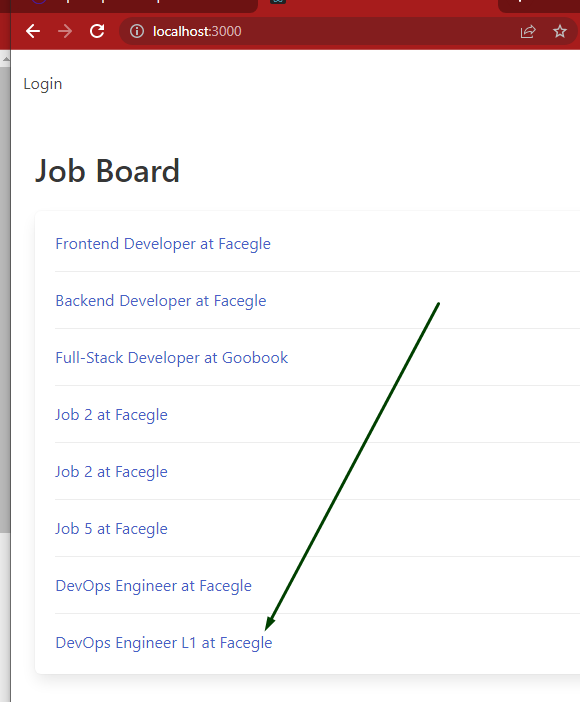 localhost:3000
Login
Job Board
Frontend Developer at Facegle
Backend Developer at Facegle
Full-Stack Developer at Goobook
Job 2 at Facegle
Job 2 at Facegle
Job 5 at Facegle
DevOps Engineer at Facegle
DevOps Engineer L1 at Facegle